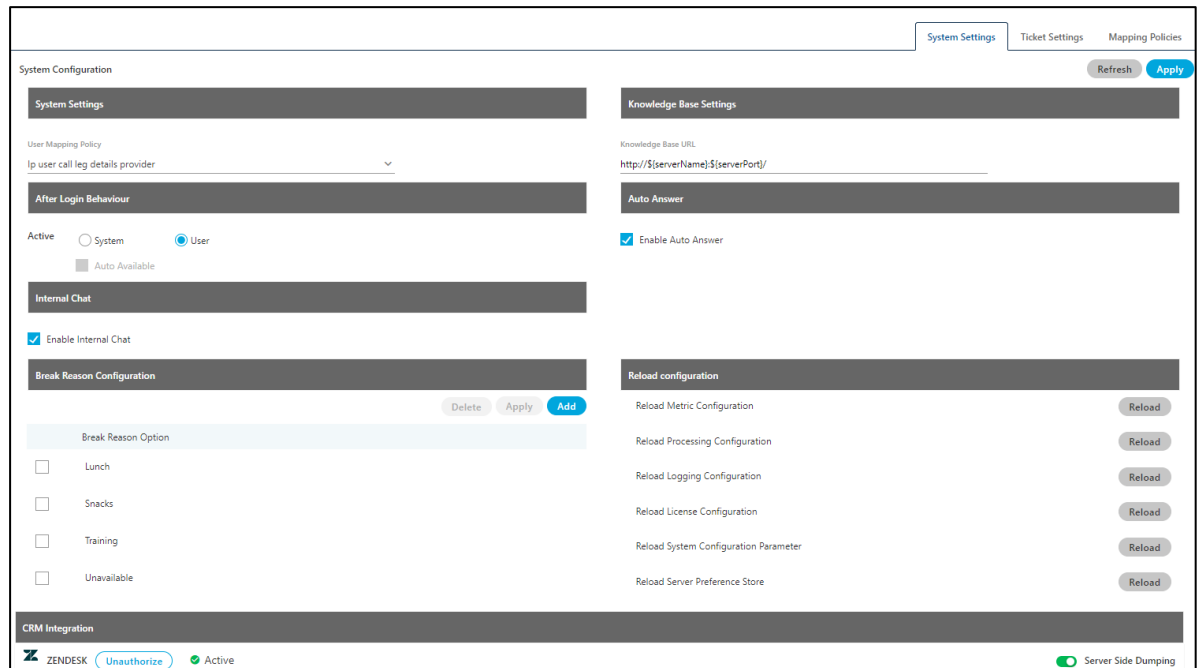 System Settings
Ticket Settings
Mapping Policies
System Configuration
Refresh
Apply
System Settings
Knowledge Base Settings
User Mapping Policy
Ip user call leg details provider
Knowledge Base URL
http://${serverName}:${serverPort}/
After Login Behaviour
Auto Answer
Active
System
User
Auto Available
Enable Auto Answer
Internal Chat
Enable Internal Chat
Break Reason Configuration
Reload configuration
Delete
Apply
Add
Break Reason Option
Lunch
Snacks
Training
Unavailable
Reload Metric Configuration
Reload
Reload Processing Configuration
Reload
Reload Logging Configuration
Reload
Reload License Configuration
Reload
Reload System Configuration Parameter
Reload
Reload Server Preference Store
Reload
CRM Integration
ZENDESK
Unauthorize
Active
Server Side Dumping